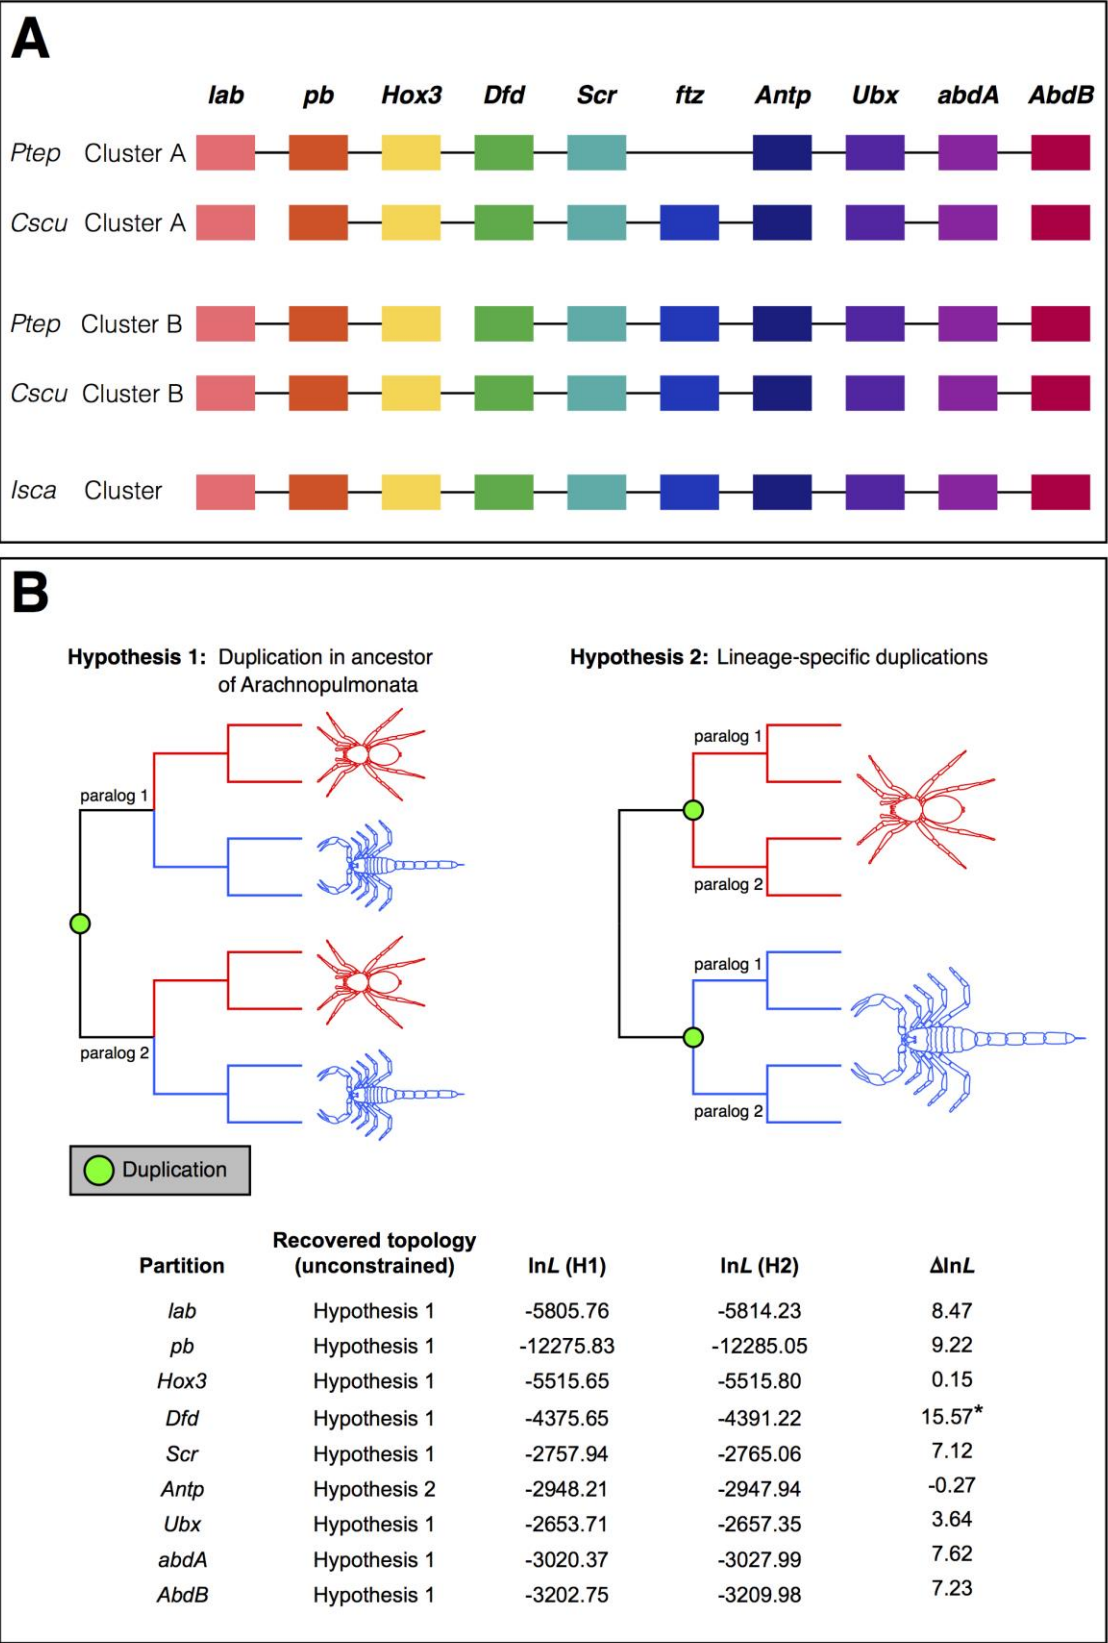 A
lab pb Hox3 Dfd Scr ftz Antp Ubx abdA AbdB
Ptep Cluster A
Cscu Cluster A
Ptep Cluster B
Cscu Cluster B
Isca Cluster
B
Hypothesis 1: Duplication in ancestor
of Arachnopulmonata
paralog 1
paralog 2
Duplication
Hypothesis 2: Lineage-specific duplications
paralog 1
paralog 2
paralog 1
paralog 2
Partition Recovered topology (unconstrained) lnL (H1) lnL (H2) ΔlnL
lab Hypothesis 1 -5805.76 -5814.23 8.47
pb Hypothesis 1 -12275.83 -12285.05 9.22
Hox3 Hypothesis 1 -5515.65 -5515.80 0.15
Dfd Hypothesis 1 -4375.65 -4391.22 15.57*
Scr Hypothesis 1 -2757.94 -2765.06 7.12
Antp Hypothesis 2 -2948.21 -2947.94 -0.27
Ubx Hypothesis 1 -2653.71 -2657.35 3.64
abdA Hypothesis 1 -3020.37 -3027.99 7.62
AbdB Hypothesis 1 -3202.75 -3209.98 7.23